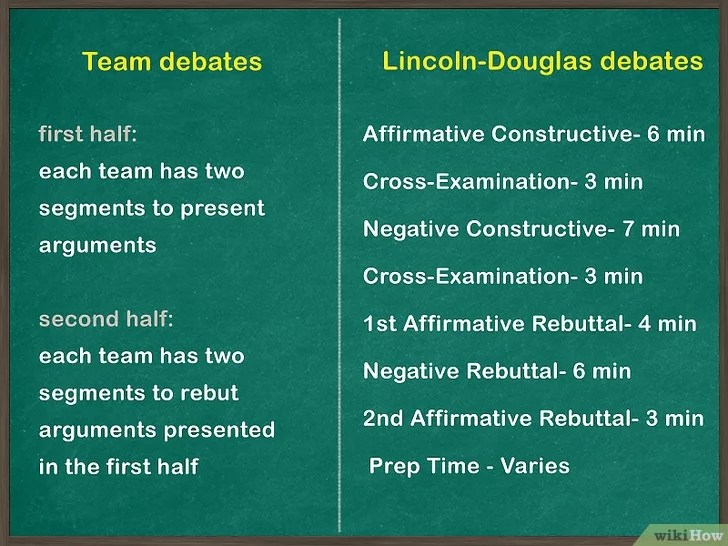 Team debates
first half:
each team has two
segments to present
arguments
second half:
each team has two
segments to rebut
arguments presented
in the first half
Lincoln-Douglas debates
Affirmative Constructive- 6 min
Cross-Examination- 3 min
Negative Constructive- 7 min
Cross-Examination- 3 min
1st Affirmative Rebuttal- 4 min
Negative Rebuttal- 6 min
2nd Affirmative Rebuttal- 3 min
Prep Time - Varies
wikiHow